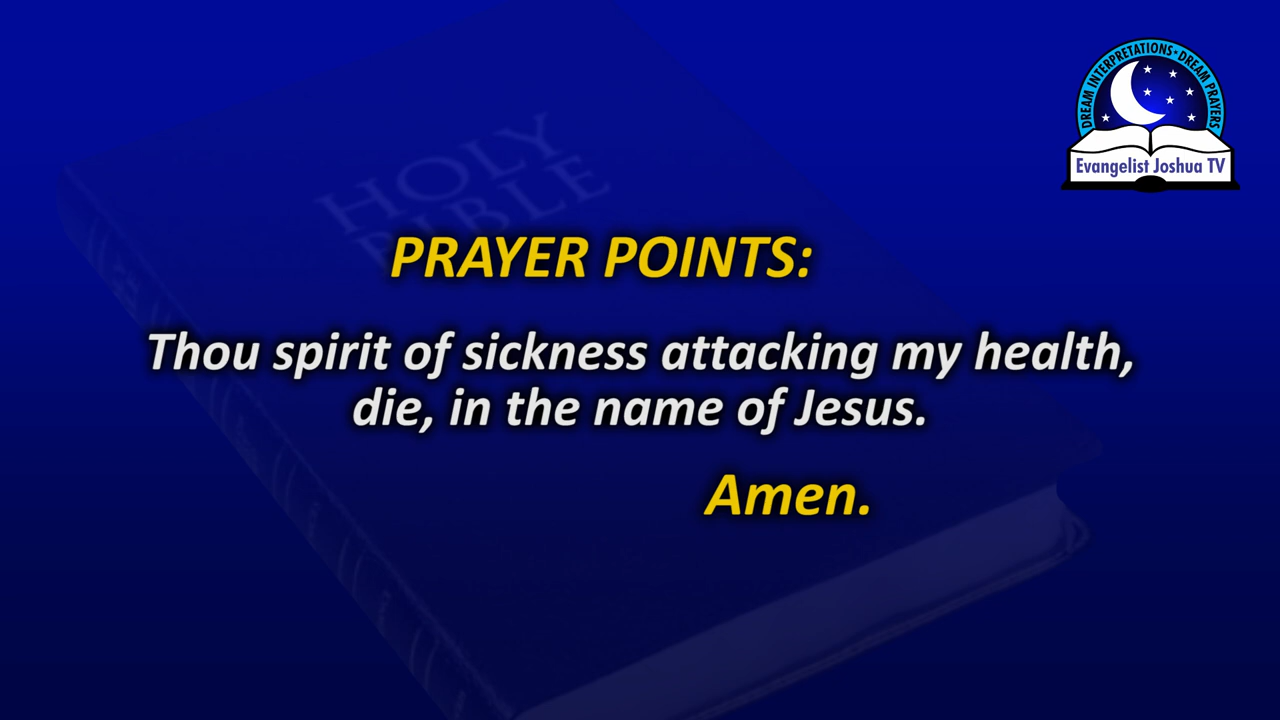 DREAM INTERPRETATIONS • DREAM PRAYERS
Evangelist Joshua TV
HOLY
BIBLE
PRAYER POINTS:
Thou spirit of sickness attacking my health,
die, in the name of Jesus.
Amen.